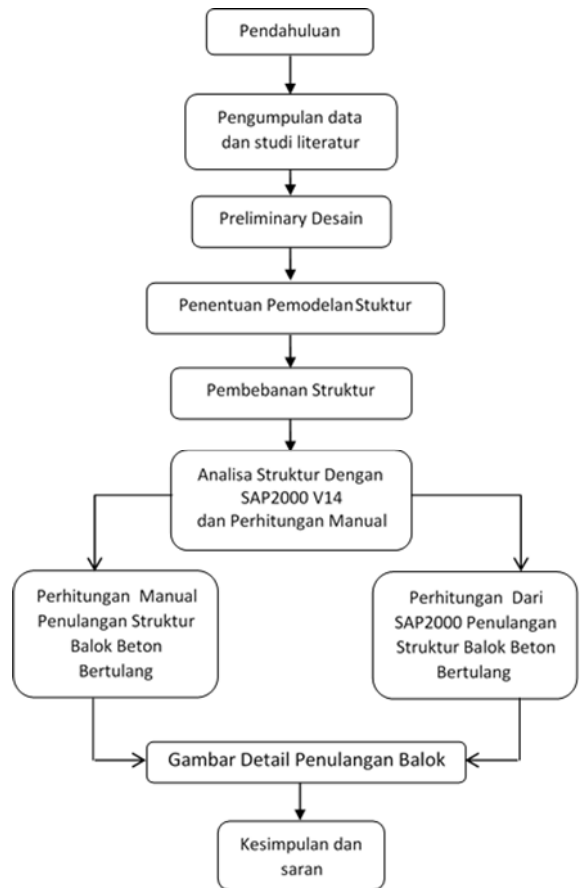 Pendahuluan
Pengumpulan data
dan studi literatur
Preliminary Desain
Penentuan Pemodelan Stuktur
Pembebanan Struktur
Analisa Struktur Dengan
SAP2000 V14
dan Perhitungan Manual
Perhitungan Manual
Penulangan Struktur
Balok Beton
Bertulang
Perhitungan Dari
SAP2000 Penulangan
Struktur Balok Beton
Bertulang
Gambar Detail Penulangan Balok
Kesimpulan dan
saran